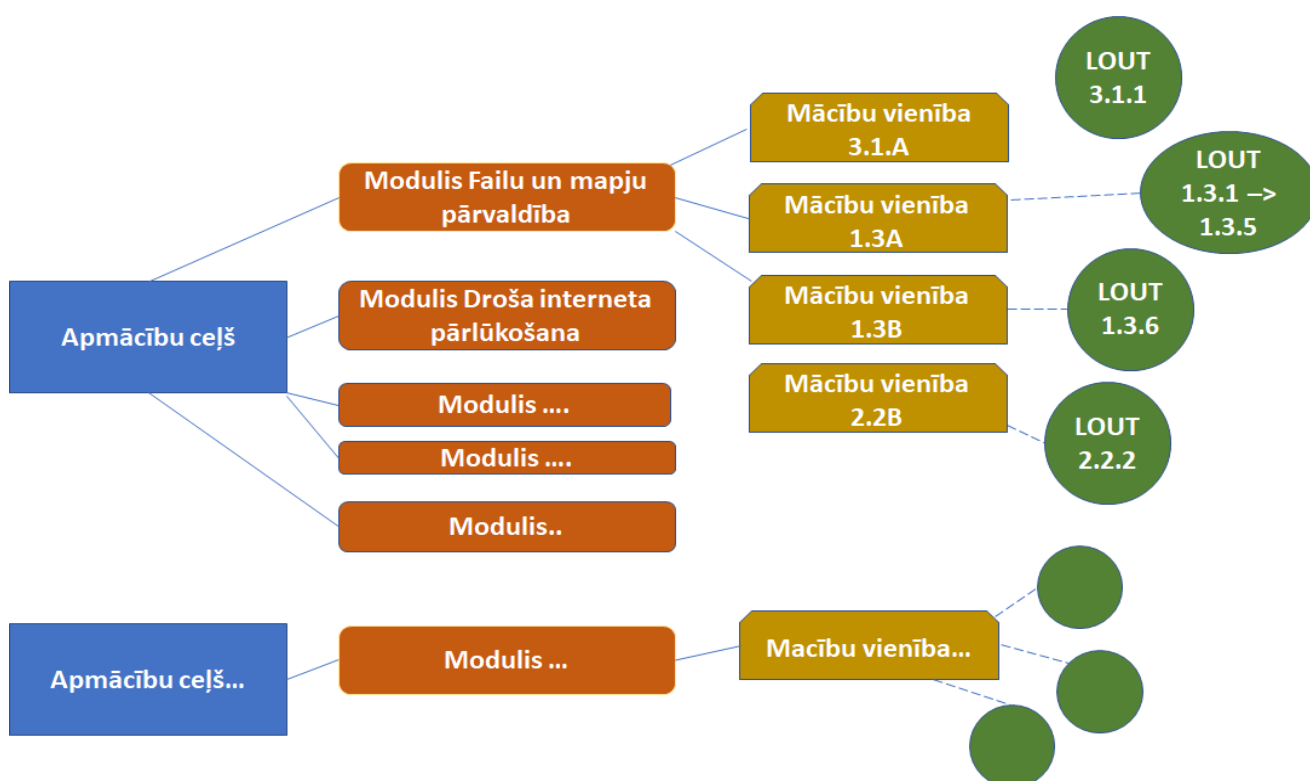 LOUT
3.1.1
Mācību vienība
3.1.A
Modulis Failu un mapju
pārvaldība
LOUT
1.3.1 –>
1.3.5
Mācību vienība
1.3A
Apmācību ceļš
Modulis Droša interneta
pārlūkošana
Mācību vienība
1.3B
LOUT
1.3.6
Modulis ....
Mācību vienība
2.2B
LOUT
2.2.2
Modulis ....
Modulis..
Apmācību ceļš...
Modulis ...
Macību vienība...